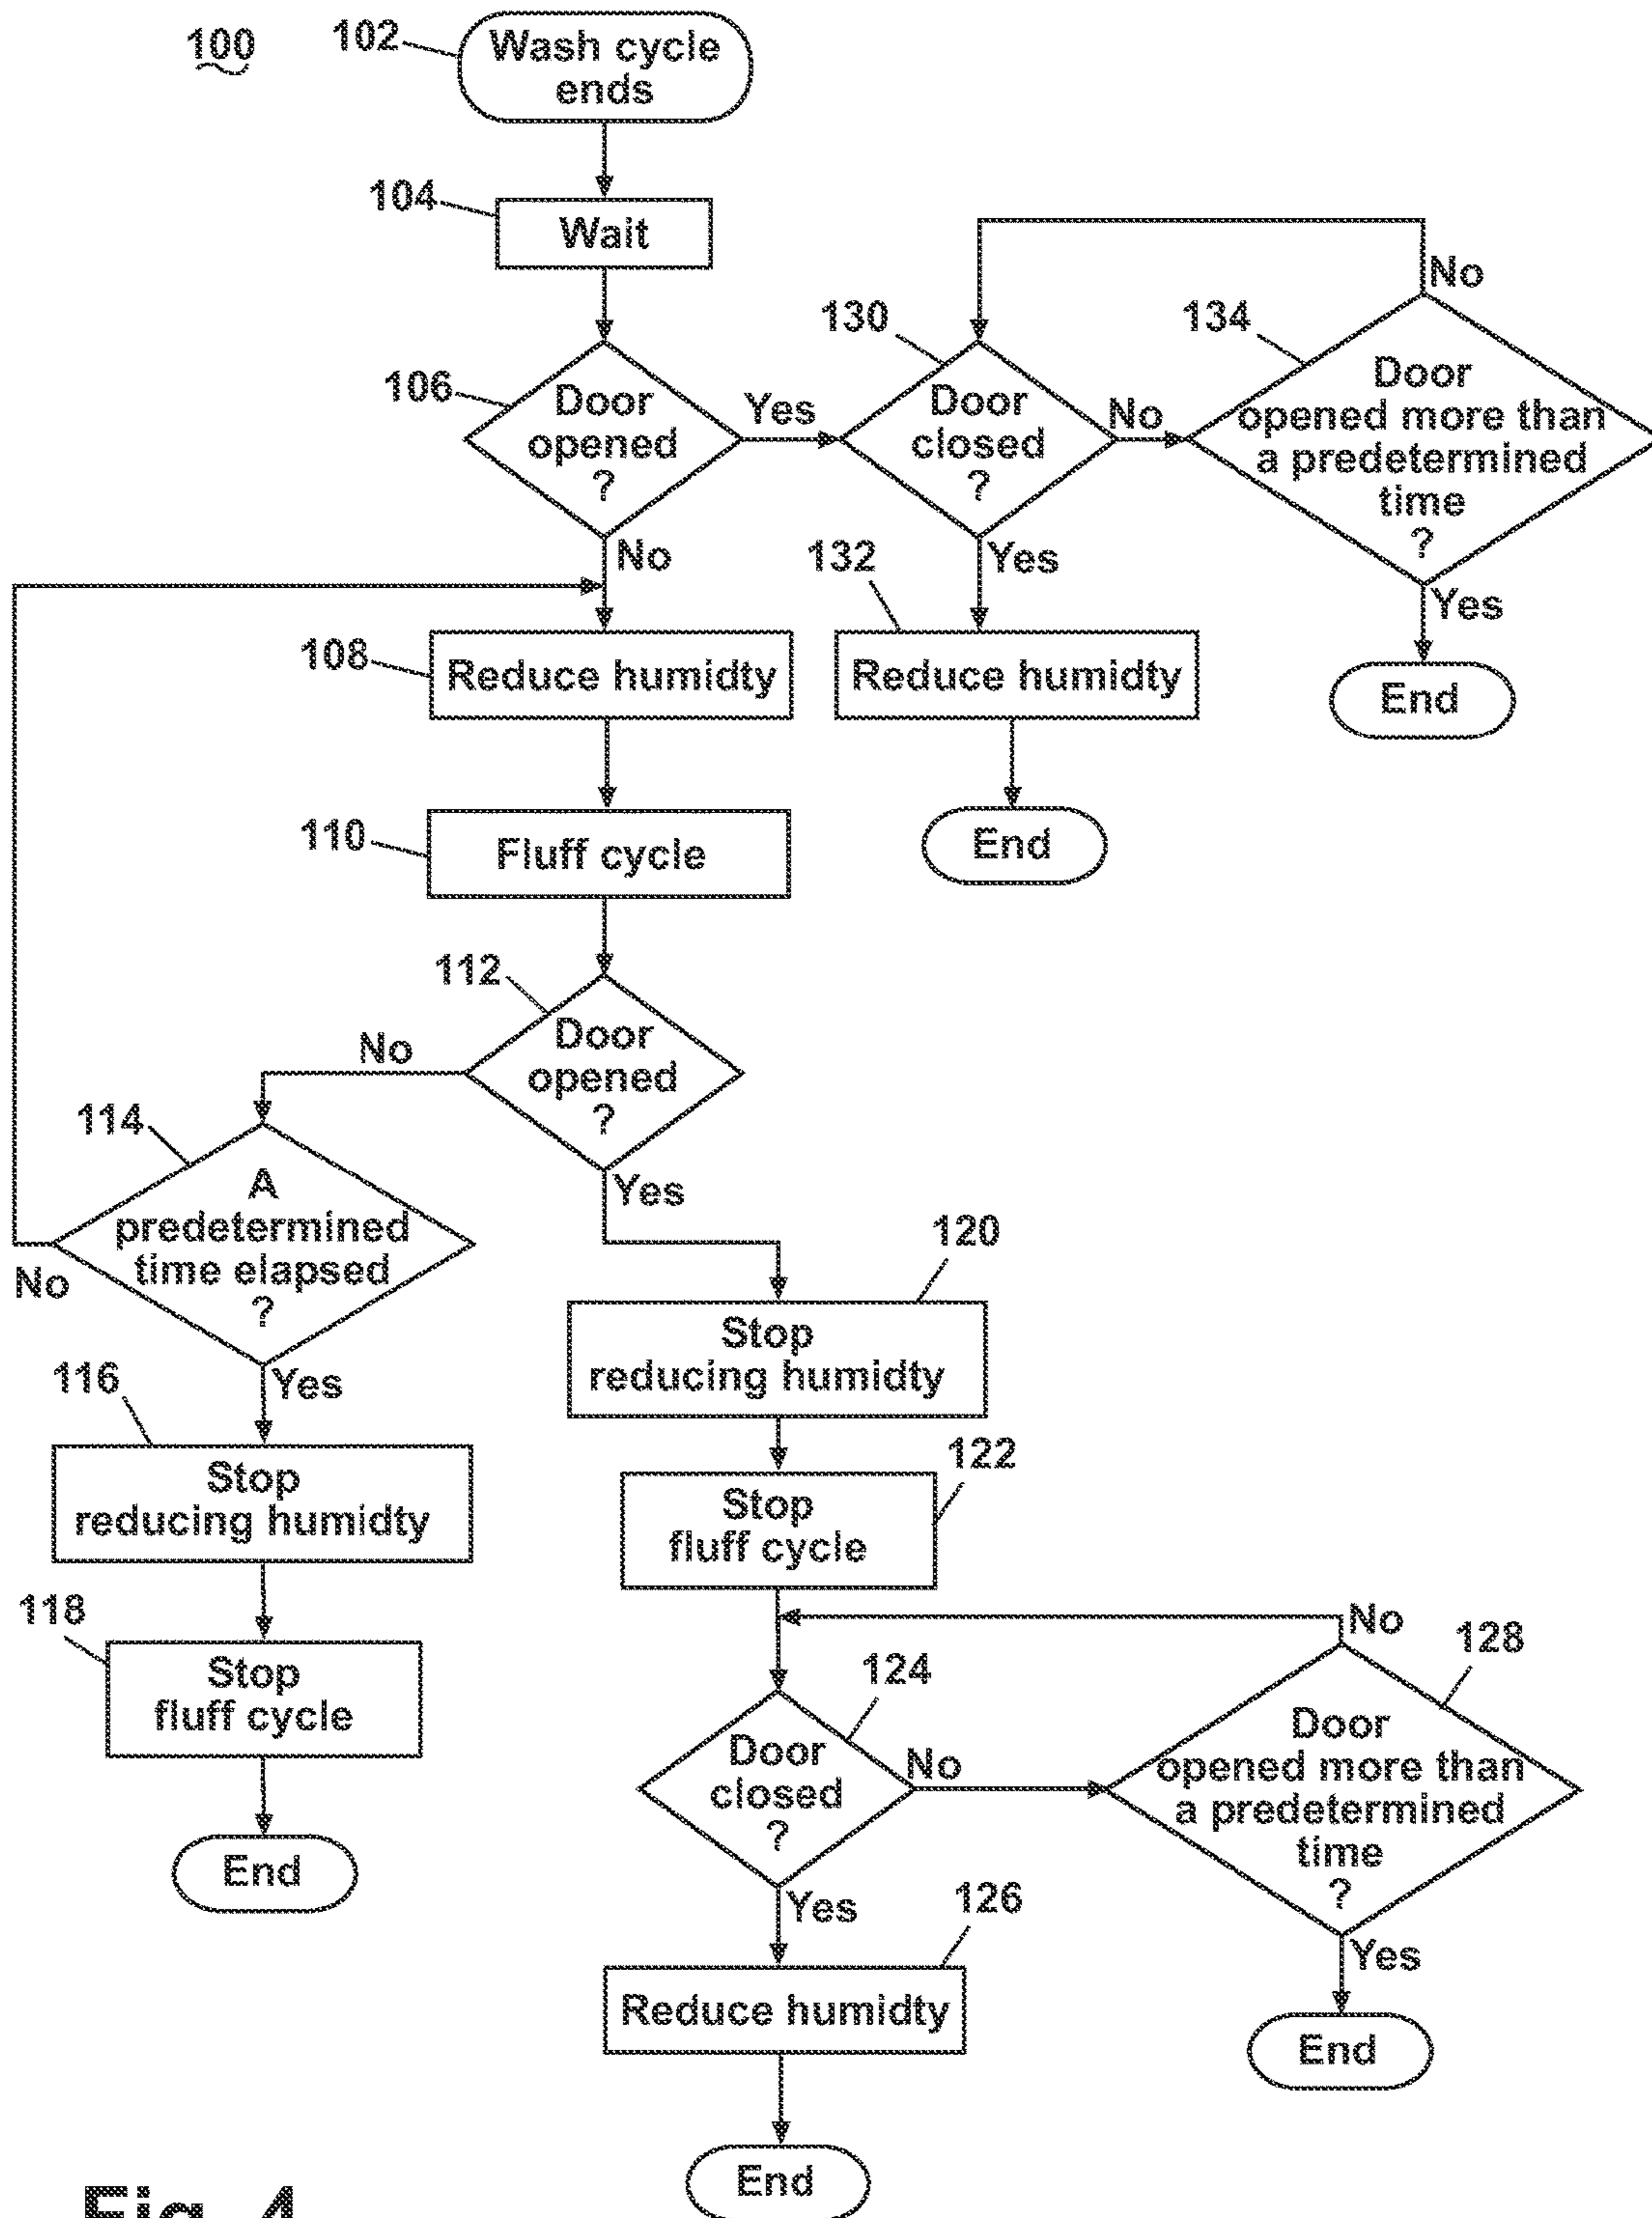 100
102
Wash cycle
ends
104
Wait
106
Door
opened
?
Yes
No
130
Door
closed
?
No
Yes
134
Door
opened more than
a predetermined
time
?
No
Yes
End
132
Reduce humidty
End
108
Reduce humidty
110
Fluff cycle
112
Door
opened
?
No
Yes
114
A
predetermined
time elapsed
?
No
Yes
116
Stop
reducing humidty
118
Stop
fluff cycle
End
120
Stop
reducing humidty
122
Stop
fluff cycle
124
Door
closed
?
No
Yes
128
Door
opened more than
a predetermined
time
?
No
Yes
End
126
Reduce humidty
End
Fig. 4